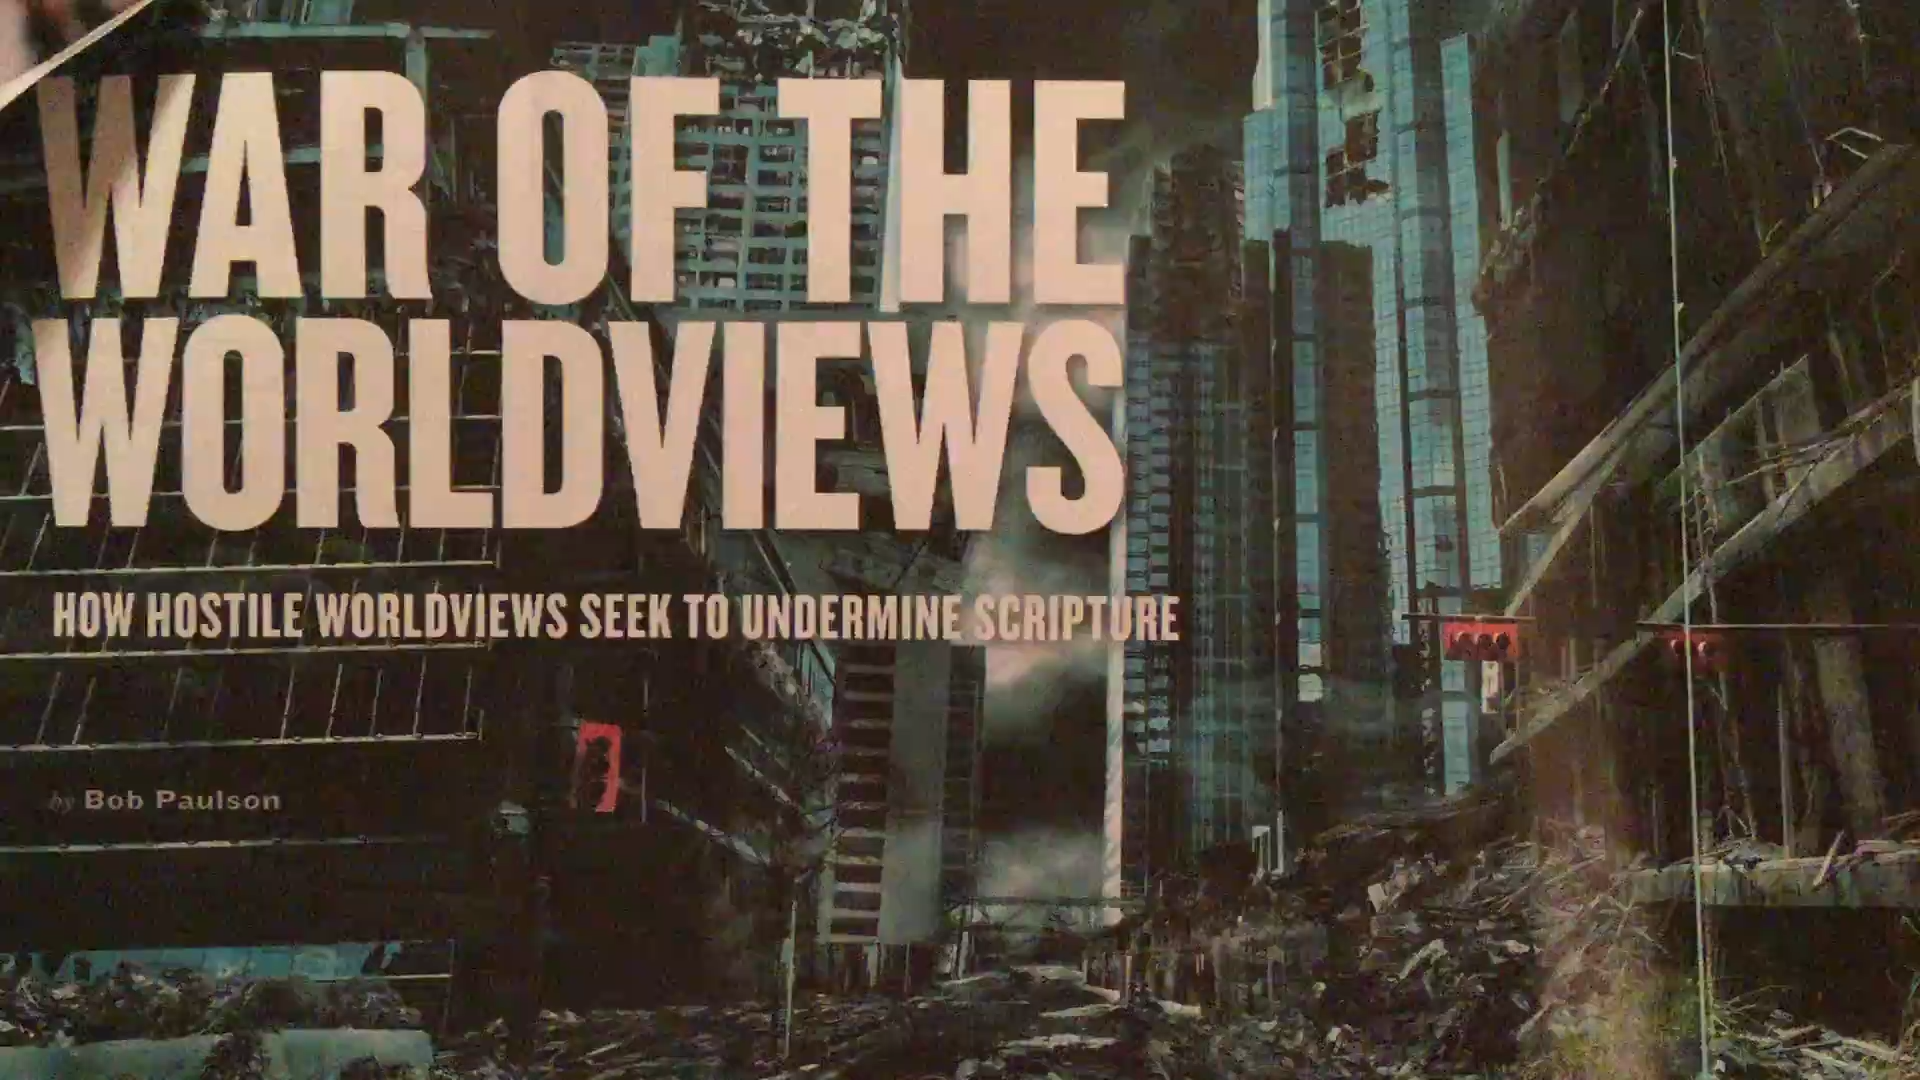 WAR OF THE
WORLDVIEWS
HOW HOSTILE WORLDVIEWS SEEK TO UNDERMINE SCRIPTURE
by Bob Paulson